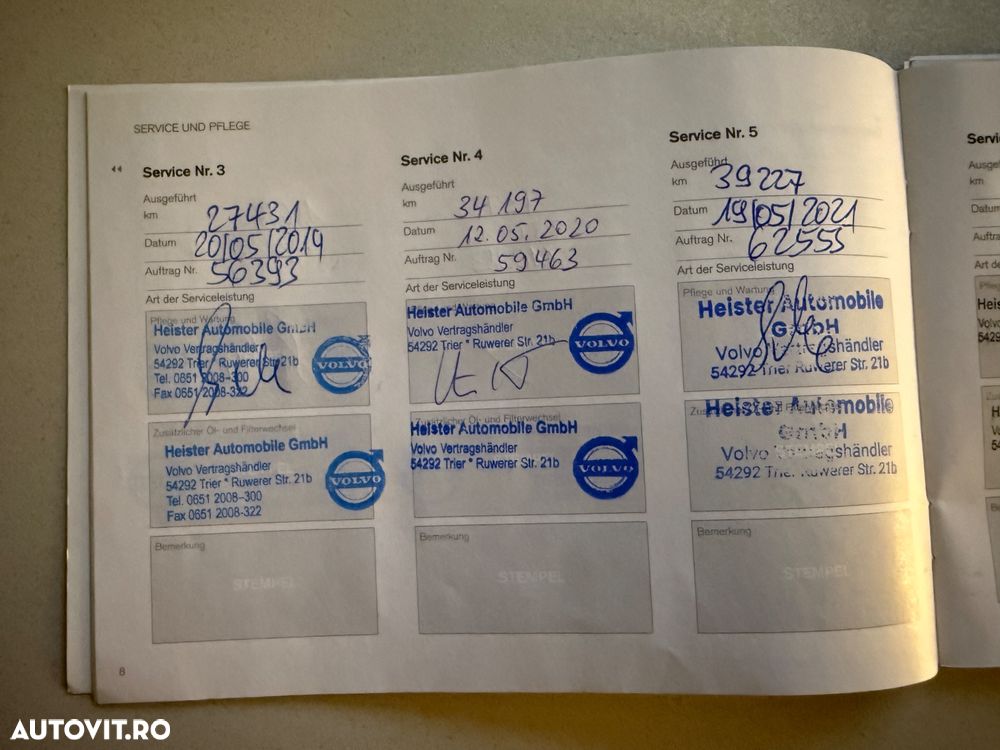 SERVICE UND PFLEGE
Service Nr. 3
Ausgeführt
km 27431
Datum 20/05/2019
Auftrag Nr. 56393
Art der Serviceleistung
Pflege und Wartung
Heister Automobile GmbH
Volvo Vertragshändler
54292 Trier * Ruwerer Str. 21b
Tel. 0651 2008-300
Fax 0651 2008-322
VOLVO
Zusätzlicher Öl- und Filterwechsel
Heister Automobile GmbH
Volvo Vertragshändler
54292 Trier * Ruwerer Str. 21b
Tel. 0651 2008-300
Fax 0651 2008-322
VOLVO
Bemerkung
STEMPEL
Service Nr. 4
Ausgeführt
km 34 197
Datum 12.05.2020
Auftrag Nr. 59463
Art der Serviceleistung
Heister Automobile GmbH
Volvo Vertragshändler
54292 Trier * Ruwerer Str. 21b
VOLVO
Zusätzlicher Öl- und Filterwechsel
Heister Automobile GmbH
Volvo Vertragshändler
54292 Trier * Ruwerer Str. 21b
VOLVO
Bemerkung
STEMPEL
Service Nr. 5
Ausgeführt
km 39227
Datum 19/05/2021
Auftrag Nr. 62553
Art der Serviceleistung
Pflege und Wartung
Heister Automobile
GmbH
Volvo Vertragshändler
54292 Trier Ruwerer Str. 21b
Heister Automobile
GmbH
Volvo Vertragshändler
54292 Trier Ruwerer Str. 21b
Bemerkung
STEMPEL
8
AUTOVIT.RO